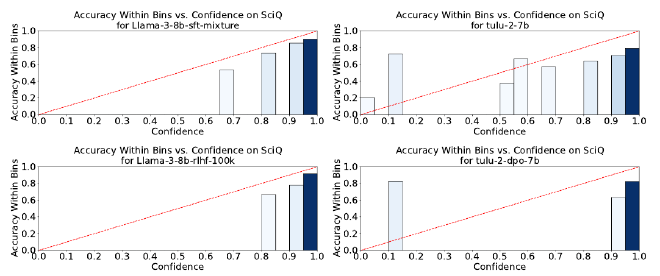 Accuracy Within Bins vs. Confidence on SciQ
for Llama-3-8b-sft-mixture
Accuracy Within Bins
1.0
0.8
0.6
0.4
0.2
0.0
0.0 0.1 0.2 0.3 0.4 0.5 0.6 0.7 0.8 0.9 1.0
Confidence
Accuracy Within Bins vs. Confidence on SciQ
for tulu-2-7b
Accuracy Within Bins
1.0
0.8
0.6
0.4
0.2
0.0
0.0 0.1 0.2 0.3 0.4 0.5 0.6 0.7 0.8 0.9 1.0
Confidence
Accuracy Within Bins vs. Confidence on SciQ
for Llama-3-8b-rlhf-100k
Accuracy Within Bins
1.0
0.8
0.6
0.4
0.2
0.0
0.0 0.1 0.2 0.3 0.4 0.5 0.6 0.7 0.8 0.9 1.0
Confidence
Accuracy Within Bins vs. Confidence on SciQ
for tulu-2-dpo-7b
Accuracy Within Bins
1.0
0.8
0.6
0.4
0.2
0.0
0.0 0.1 0.2 0.3 0.4 0.5 0.6 0.7 0.8 0.9 1.0
Confidence